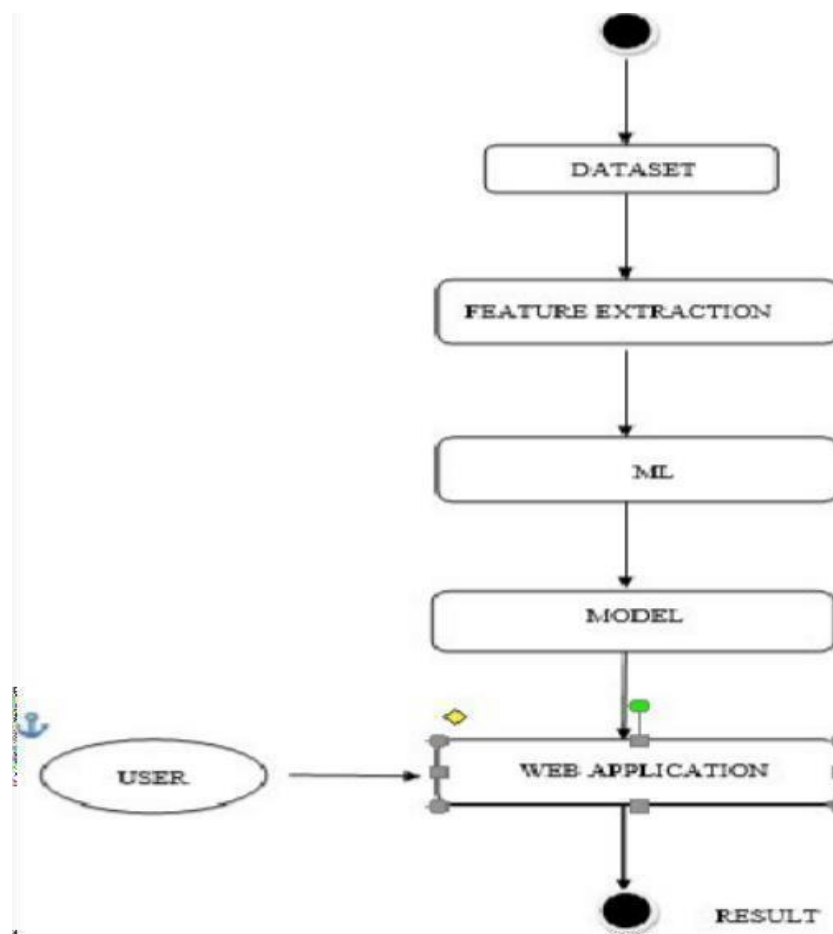 DATASET
FEATURE EXTRACTION
ML
MODEL
USER
WEB APPLICATION
RESULT